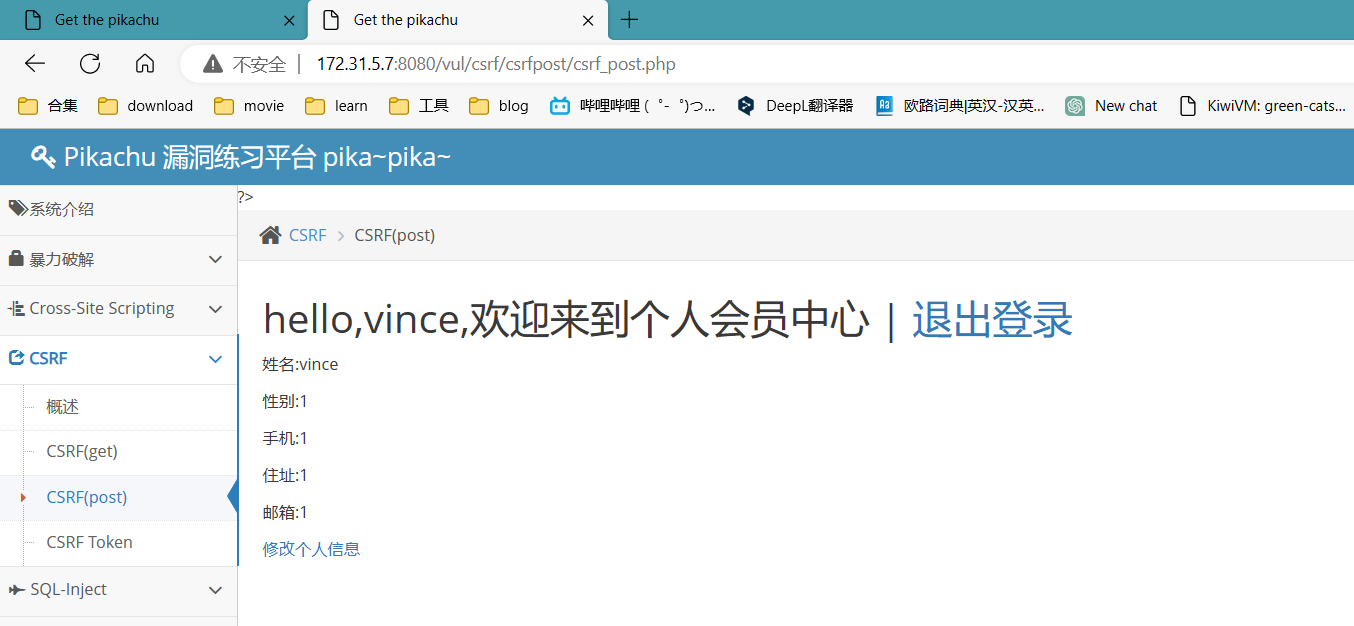 Get the pikachu
Get the pikachu
不安全 | 172.31.5.7:8080/vul/csrf/csrfpost/csrf_post.php
合集 download movie learn 工具 blog 哔哩哔哩 (゜-゜)つ... DeepL翻译器 欧路词典|英汉-汉英... New chat KiwiVM: green-cats...
Pikachu 漏洞练习平台 pika~pika~
系统介绍
暴力破解
Cross-Site Scripting
CSRF
概述
CSRF(get)
CSRF(post)
CSRF Token
SQL-Inject
?>
CSRF > CSRF(post)
hello,vince,欢迎来到个人会员中心 | 退出登录
姓名:vince
性别:1
手机:1
住址:1
邮箱:1
修改个人信息